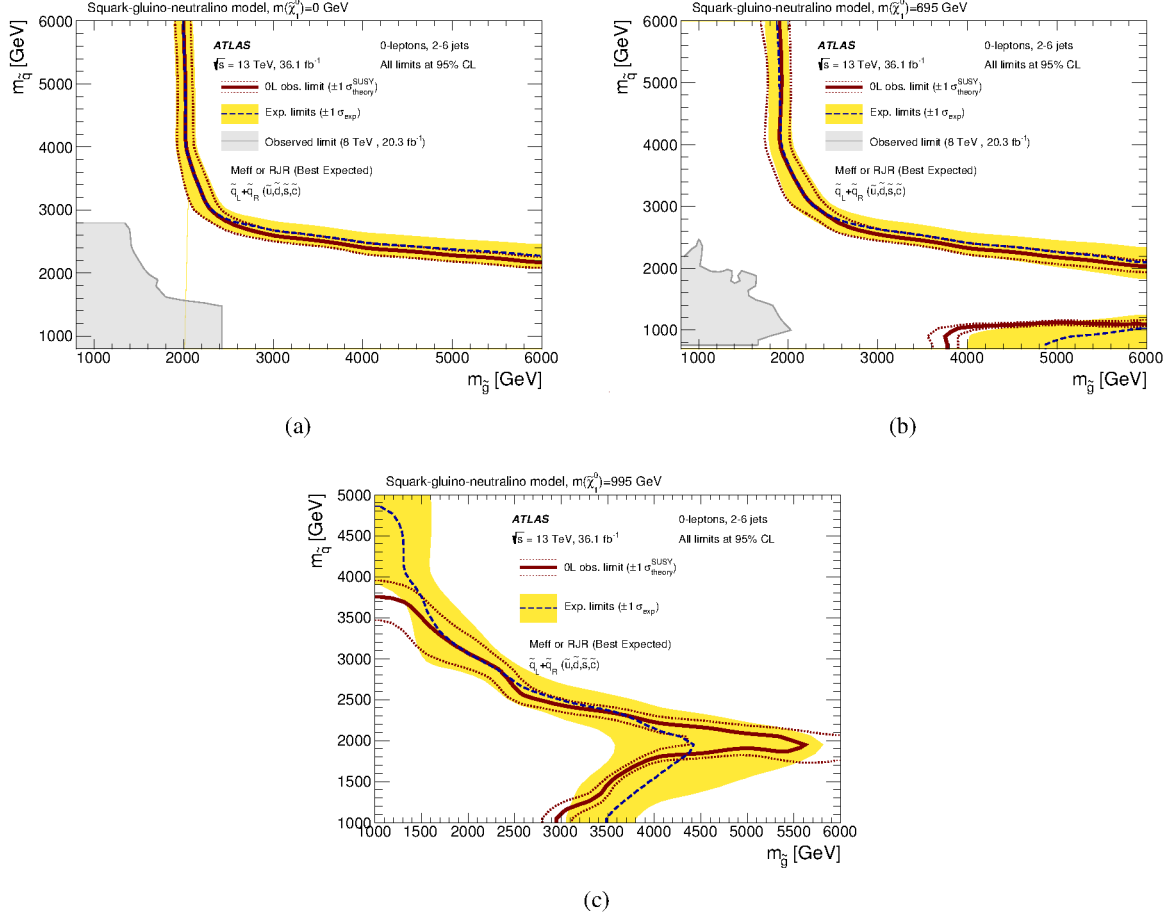 Squark-gluino-neutralino model, m(χ̃₁⁰)=0 GeV
m_q̃ [GeV]
6000
5000
4000
3000
2000
1000
ATLAS
0-leptons, 2-6 jets
√s = 13 TeV, 36.1 fb⁻¹
All limits at 95% CL
0L obs. limit (±1 σ_theory^SUSY)
Exp. limits (±1 σ_exp)
Observed limit (8 TeV , 20.3 fb⁻¹)
Meff or RJR (Best Expected)
q̃_L+q̃_R (ũ,d̃,s̃,c̃)
1000 2000 3000 4000 5000 6000
m_g̃ [GeV]
(a)
Squark-gluino-neutralino model, m(χ̃₁⁰)=695 GeV
m_q̃ [GeV]
6000
5000
4000
3000
2000
1000
ATLAS
0-leptons, 2-6 jets
√s = 13 TeV, 36.1 fb⁻¹
All limits at 95% CL
0L obs. limit (±1 σ_theory^SUSY)
Exp. limits (±1 σ_exp)
Observed limit (8 TeV , 20.3 fb⁻¹)
Meff or RJR (Best Expected)
q̃_L+q̃_R (ũ,d̃,s̃,c̃)
1000 2000 3000 4000 5000 6000
m_g̃ [GeV]
(b)
Squark-gluino-neutralino model, m(χ̃₁⁰)=995 GeV
m_q̃ [GeV]
5000
4500
4000
3500
3000
2500
2000
1500
1000
ATLAS
0-leptons, 2-6 jets
√s = 13 TeV, 36.1 fb⁻¹
All limits at 95% CL
0L obs. limit (±1 σ_theory^SUSY)
Exp. limits (±1 σ_exp)
Meff or RJR (Best Expected)
q̃_L+q̃_R (ũ,d̃,s̃,c̃)
1000 1500 2000 2500 3000 3500 4000 4500 5000 5500 6000
m_g̃ [GeV]
(c)